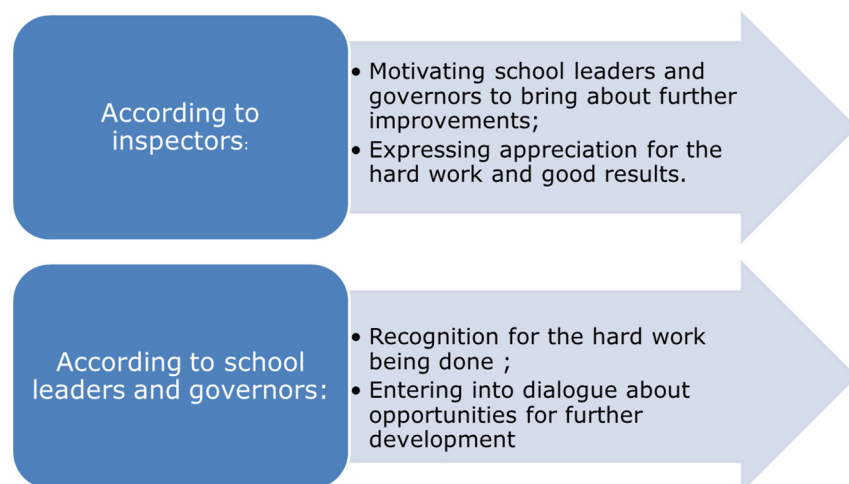 According to
inspectors:
• Motivating school leaders and
governors to bring about further
improvements;
• Expressing appreciation for the
hard work and good results.
According to school
leaders and governors:
• Recognition for the hard work
being done ;
• Entering into dialogue about
opportunities for further
development